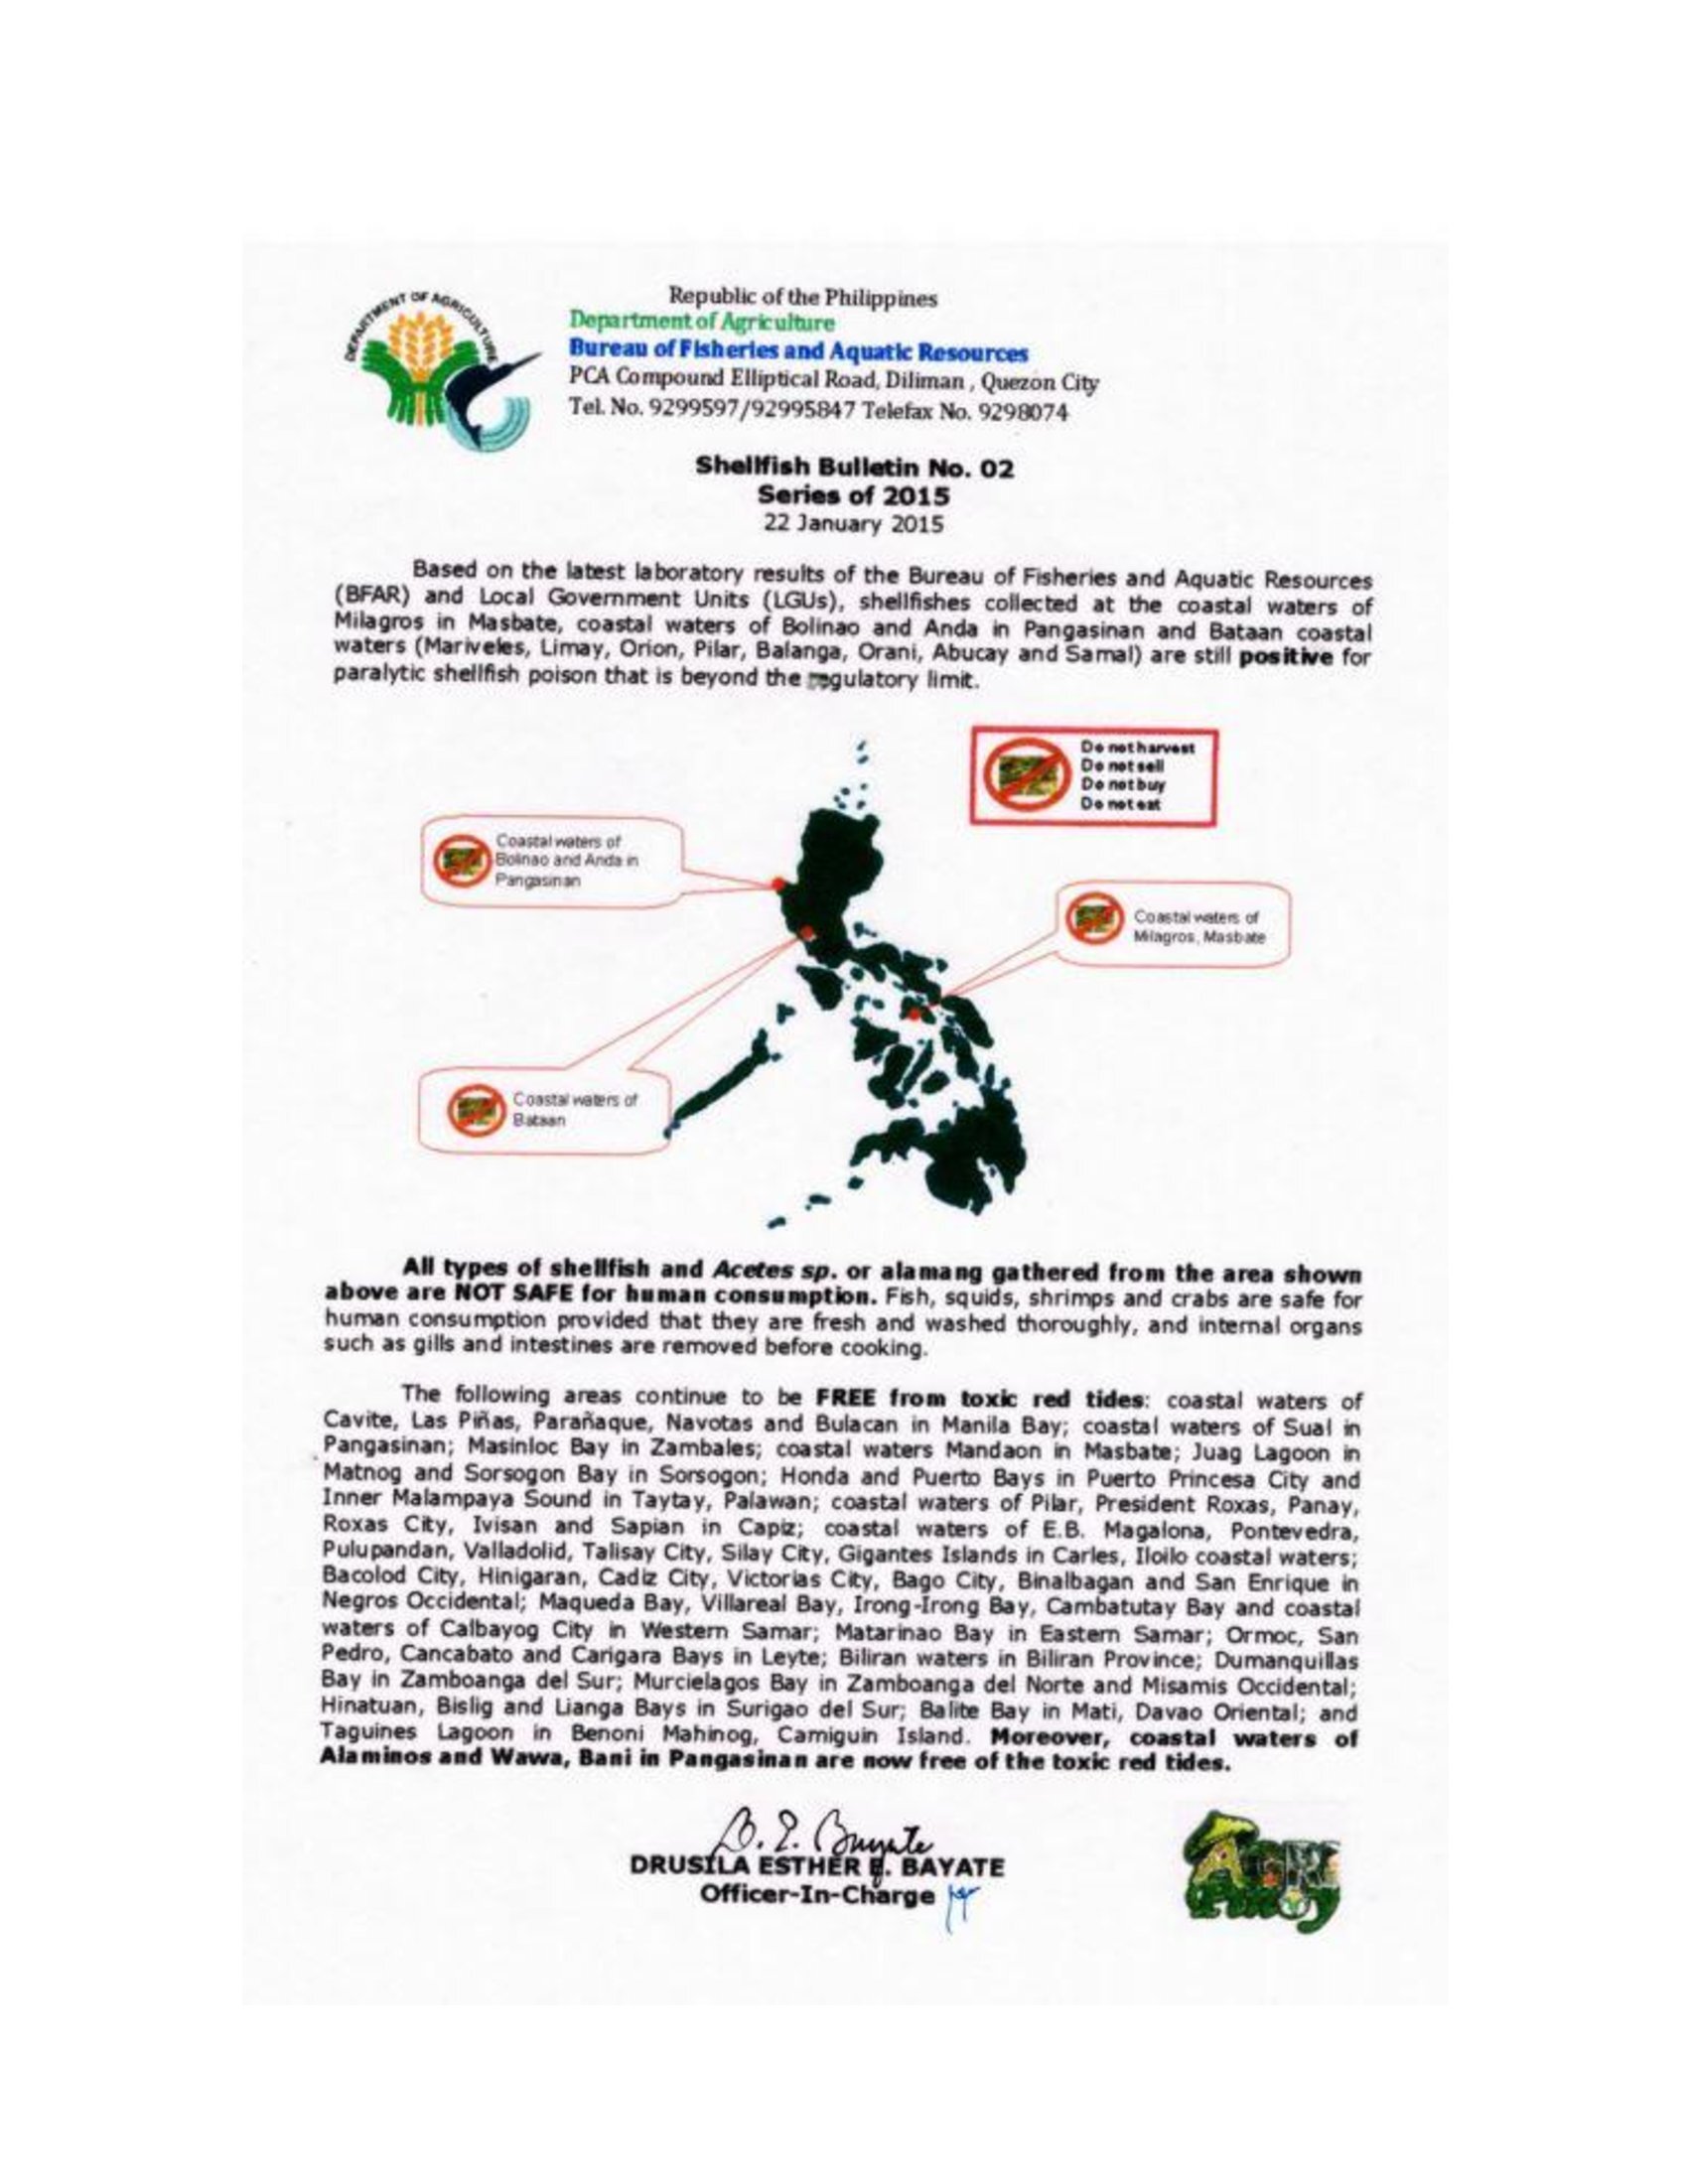 DEPARTMENT OF AGRICULTURE
Republic of the Philippines
Department of Agriculture
Bureau of Fisheries and Aquatic Resources
PCA Compound Elliptical Road, Diliman , Quezon City
Tel. No. 9299597/92995847 Telefax No. 9298074
Shellfish Bulletin No. 02
Series of 2015
22 January 2015
Based on the latest laboratory results of the Bureau of Fisheries and Aquatic Resources
(BFAR) and Local Government Units (LGUs), shellfishes collected at the coastal waters of
Milagros in Masbate, coastal waters of Bolinao and Anda in Pangasinan and Bataan coastal
waters (Mariveles, Limay, Orion, Pilar, Balanga, Orani, Abucay and Samal) are still positive for
paralytic shellfish poison that is beyond the regulatory limit.
Do not harvest
Do not sell
Do not buy
Do not eat
Coastal waters of
Bolinao and Anda in
Pangasinan
Coastal waters of
Milagros, Masbate
Coastal waters of
Bataan
All types of shellfish and Acetes sp. or alamang gathered from the area shown
above are NOT SAFE for human consumption. Fish, squids, shrimps and crabs are safe for
human consumption provided that they are fresh and washed thoroughly, and internal organs
such as gills and intestines are removed before cooking.
The following areas continue to be FREE from toxic red tides: coastal waters of
Cavite, Las Piñas, Parañaque, Navotas and Bulacan in Manila Bay; coastal waters of Sual in
Pangasinan; Masinloc Bay in Zambales; coastal waters Mandaon in Masbate; Juag Lagoon in
Matnog and Sorsogon Bay in Sorsogon; Honda and Puerto Bays in Puerto Princesa City and
Inner Malampaya Sound in Taytay, Palawan; coastal waters of Pilar, President Roxas, Panay,
Roxas City, Ivisan and Sapian in Capiz; coastal waters of E.B. Magalona, Pontevedra,
Pulupandan, Valladolid, Talisay City, Silay City, Gigantes Islands in Carles, Iloilo coastal waters;
Bacolod City, Hinigaran, Cadiz City, Victorias City, Bago City, Binalbagan and San Enrique in
Negros Occidental; Maqueda Bay, Villareal Bay, Irong-Irong Bay, Cambatutay Bay and coastal
waters of Calbayog City in Western Samar; Matarinao Bay in Eastern Samar; Ormoc, San
Pedro, Cancabato and Carigara Bays in Leyte; Biliran waters in Biliran Province; Dumanquillas
Bay in Zamboanga del Sur; Murcielagos Bay in Zamboanga del Norte and Misamis Occidental;
Hinatuan, Bislig and Lianga Bays in Surigao del Sur; Balite Bay in Mati, Davao Oriental; and
Taguines Lagoon in Benoni Mahinog, Camiguin Island. Moreover, coastal waters of
Alaminos and Wawa, Bani in Pangasinan are now free of the toxic red tides.
DRUSILA ESTHER E. BAYATE
Officer-In-Charge
AGRI
Pinoy